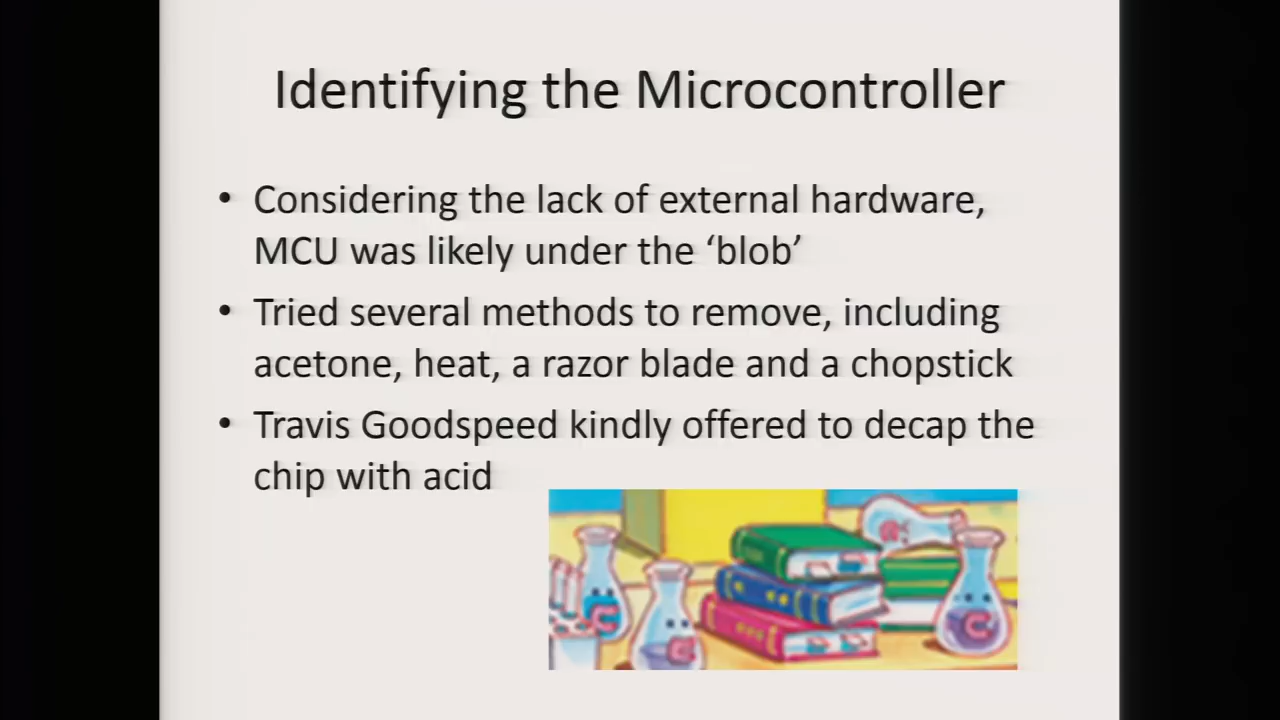 Identifying the Microcontroller
• Considering the lack of external hardware,
MCU was likely under the ‘blob’
• Tried several methods to remove, including
acetone, heat, a razor blade and a chopstick
• Travis Goodspeed kindly offered to decap the
chip with acid